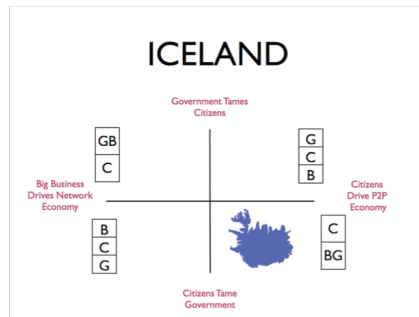 ICELAND
Government Tames
Citizens
GB
C
G
C
B
Big Business
Drives Network
Economy
Citizens
Drive P2P
Economy
B
C
G
C
BG
Citizens Tame
Government